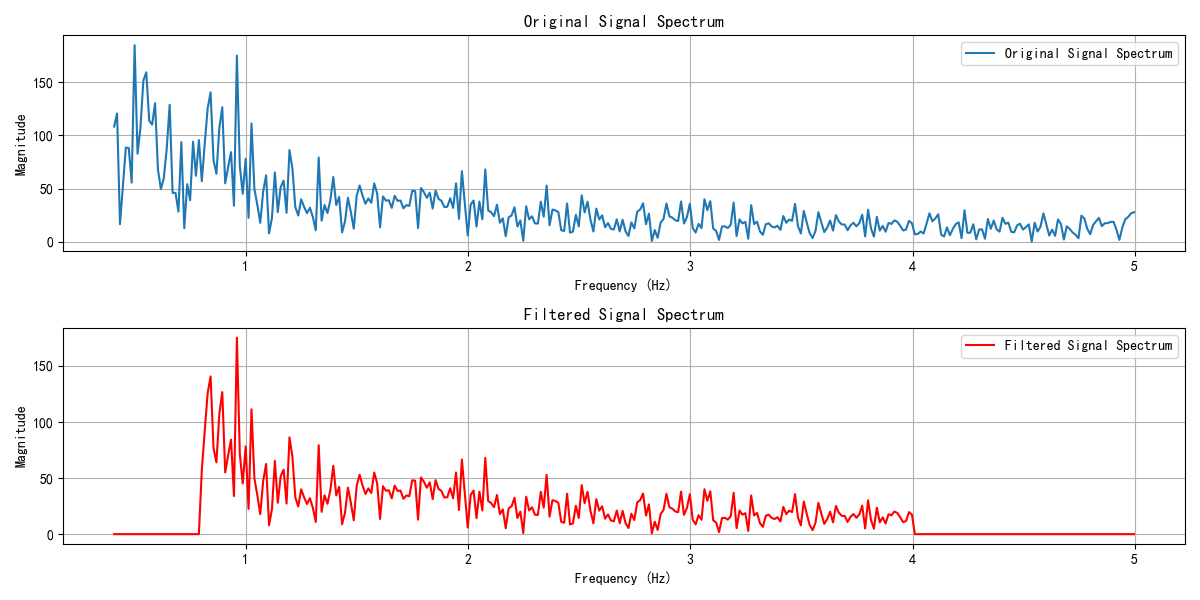 Original Signal Spectrum
Original Signal Spectrum
Magnitude
150
100
50
0
1 2 3 4 5
Frequency (Hz)
Filtered Signal Spectrum
Filtered Signal Spectrum
Magnitude
150
100
50
0
1 2 3 4 5
Frequency (Hz)